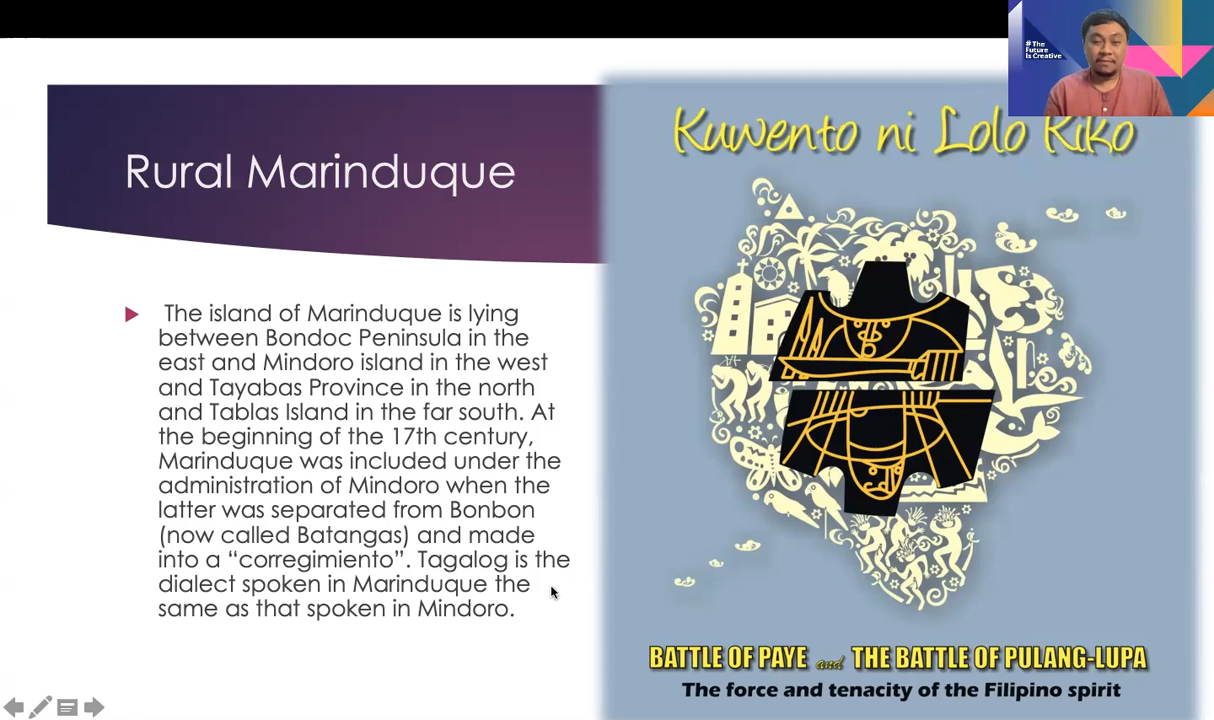 # The
Future
is Creative
Rural Marinduque
The island of Marinduque is lying
between Bondoc Peninsula in the
east and Mindoro island in the west
and Tayabas Province in the north
and Tablas Island in the far south. At
the beginning of the 17th century,
Marinduque was included under the
administration of Mindoro when the
latter was separated from Bonbon
(now called Batangas) and made
into a “corregimiento”. Tagalog is the
dialect spoken in Marinduque the
same as that spoken in Mindoro.
Kuwento ni Lolo Kiko
BATTLE OF PAYE and THE BATTLE OF PULANG-LUPA
The force and tenacity of the Filipino spirit